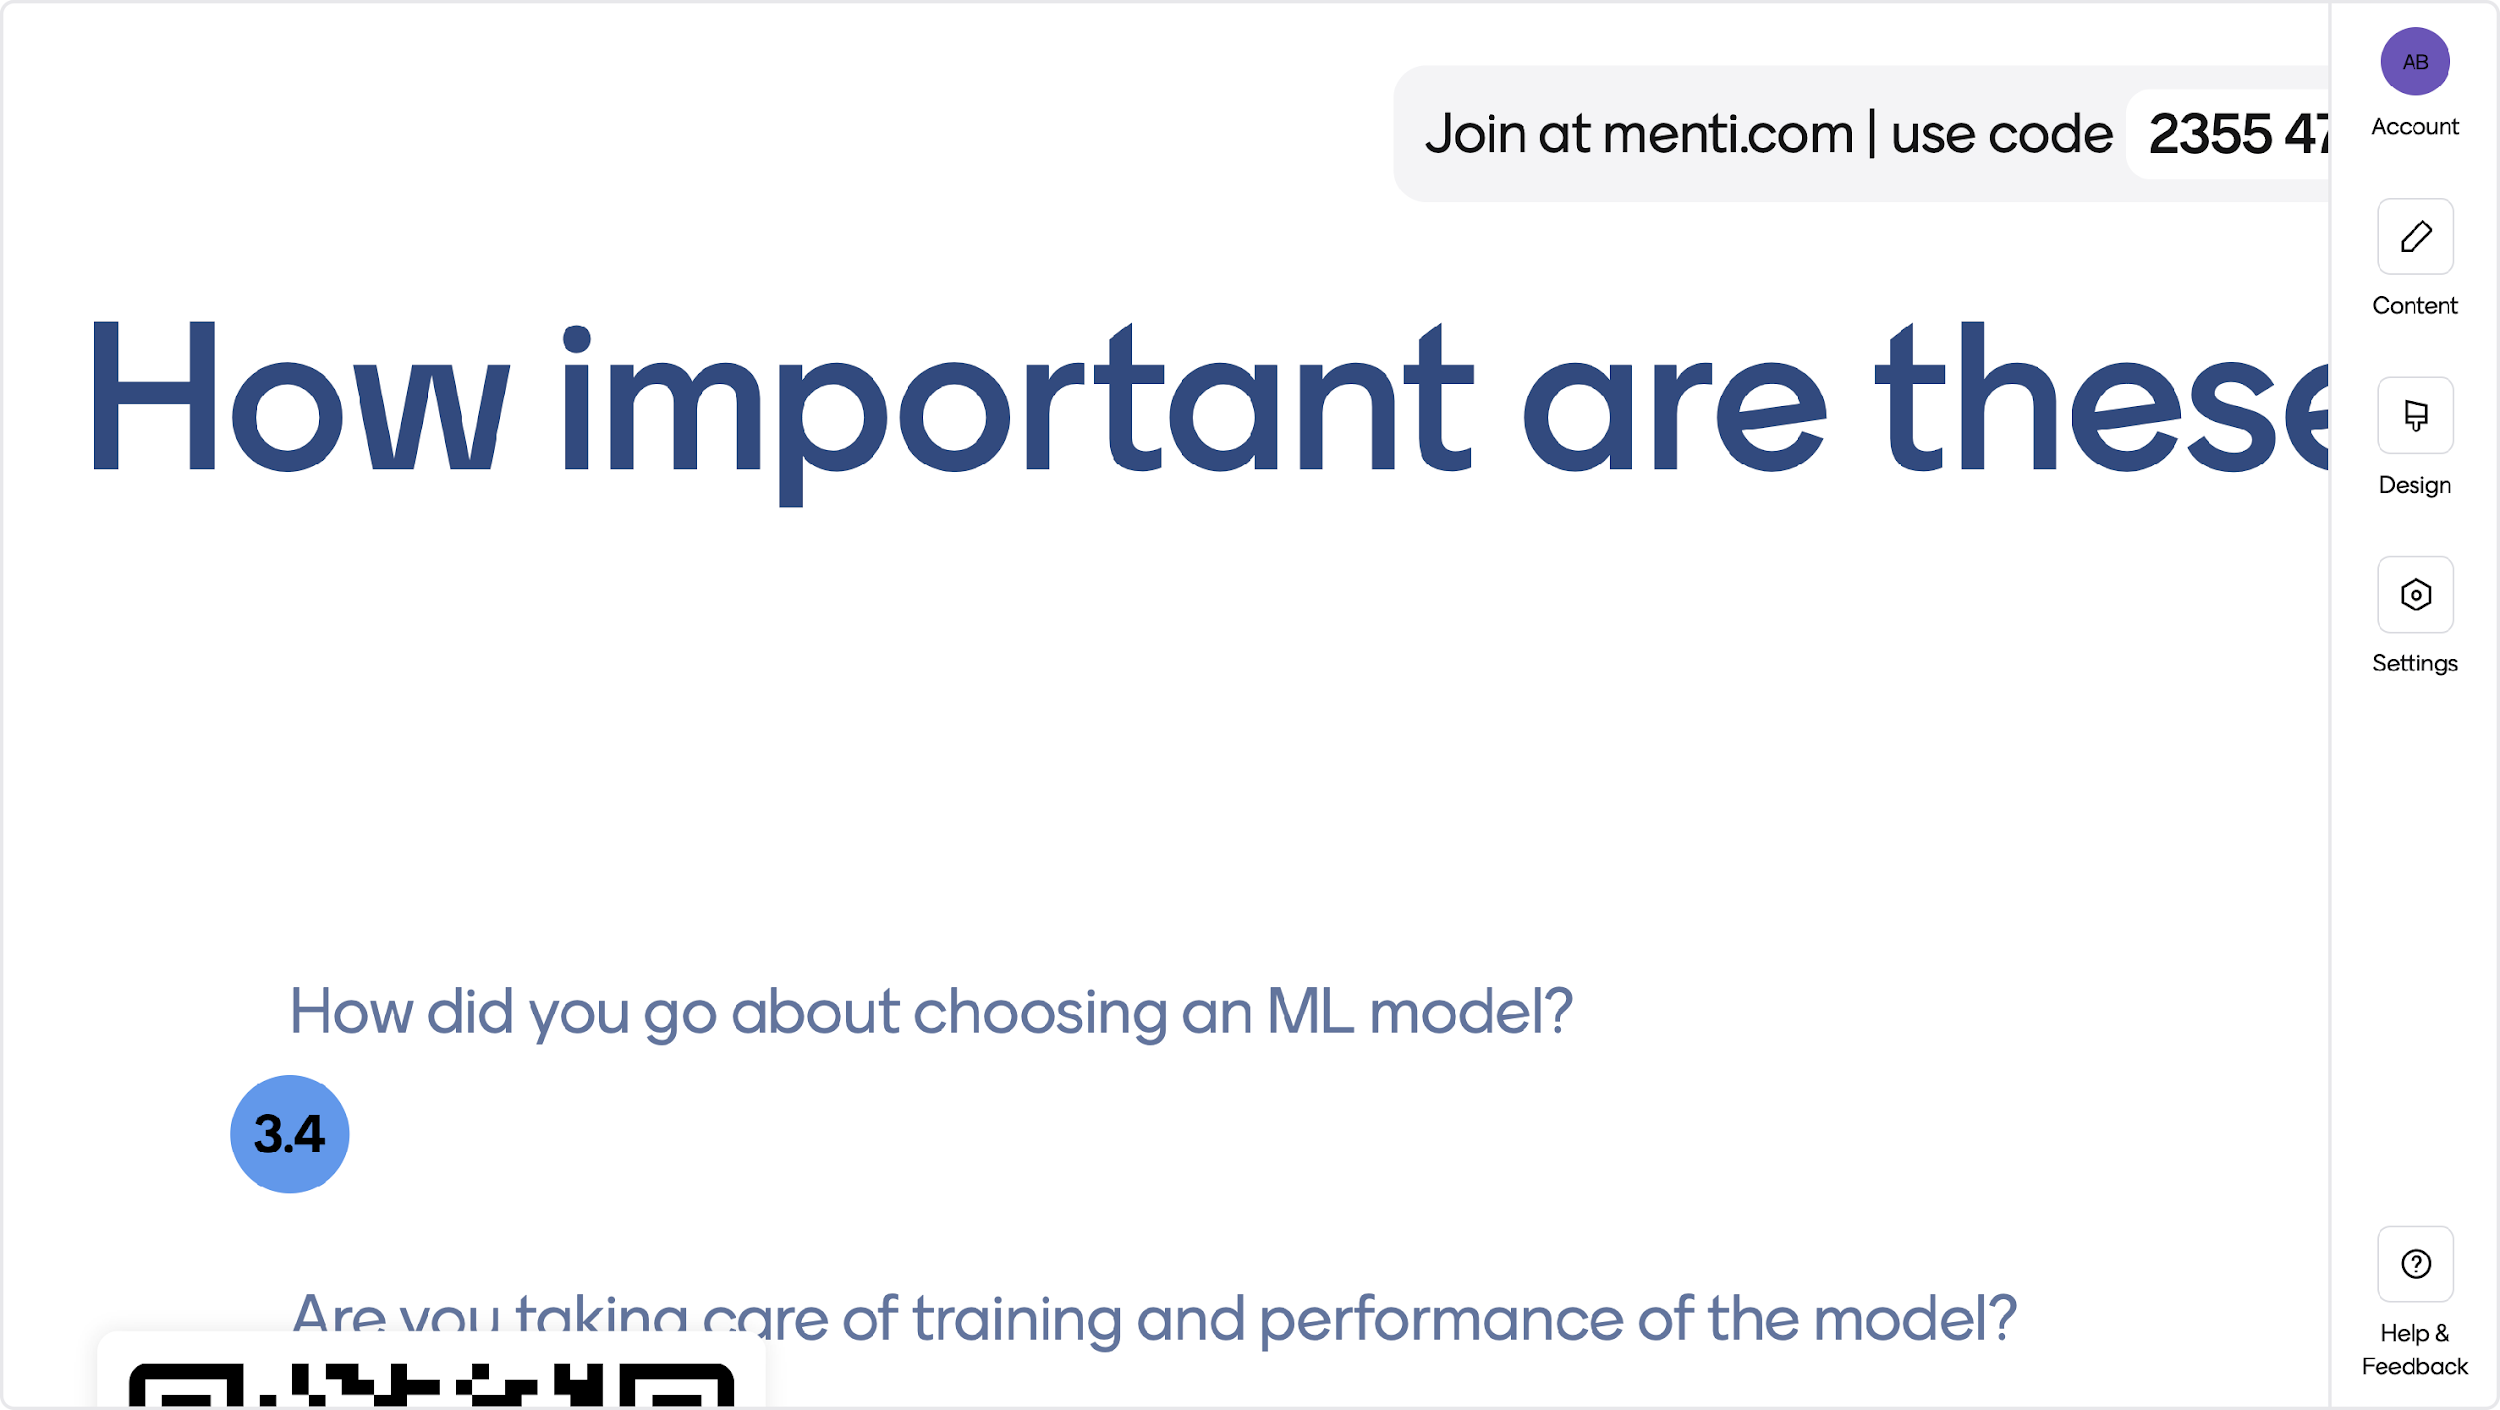 Join at menti.com | use code 2355 47
How important are these
How did you go about choosing an ML model?
3.4
Are you taking care of training and performance of the model?
AB
Account
Content
Design
Settings
Help &
Feedback